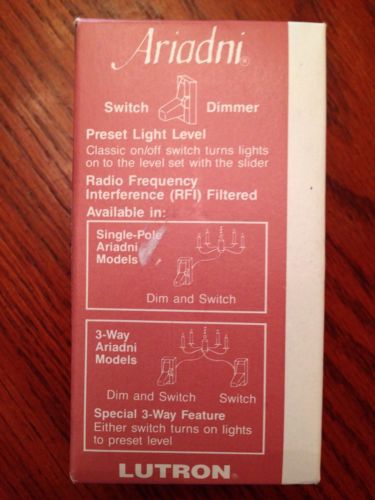 Ariadni®
Switch Dimmer
Preset Light Level
Classic on/off switch turns lights
on to the level set with the slider
Radio Frequency
Interference (RFI) Filtered
Available in:
Single-Pole
Ariadni
Models
Dim and Switch
3-Way
Ariadni
Models
Dim and Switch Switch
Special 3-Way Feature
Either switch turns on lights
to preset level
LUTRON®